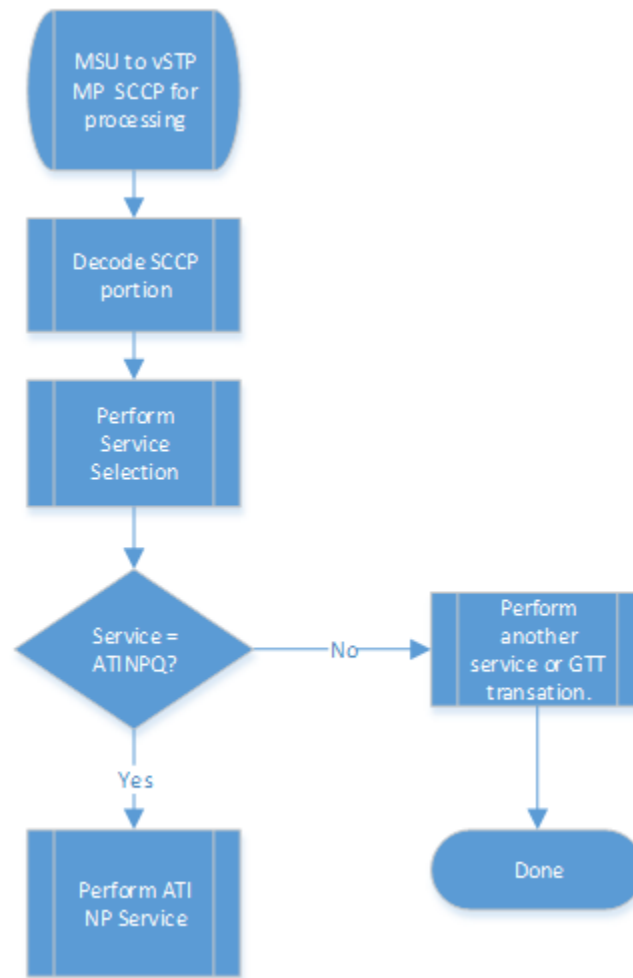 MSU to vSTP
MP SCCP for
processing
Decode SCCP
portion
Perform
Service
Selection
Service =
ATINPQ?
No
Perform
another
service or GTT
transation.
Yes
Perform ATI
NP Service
Done